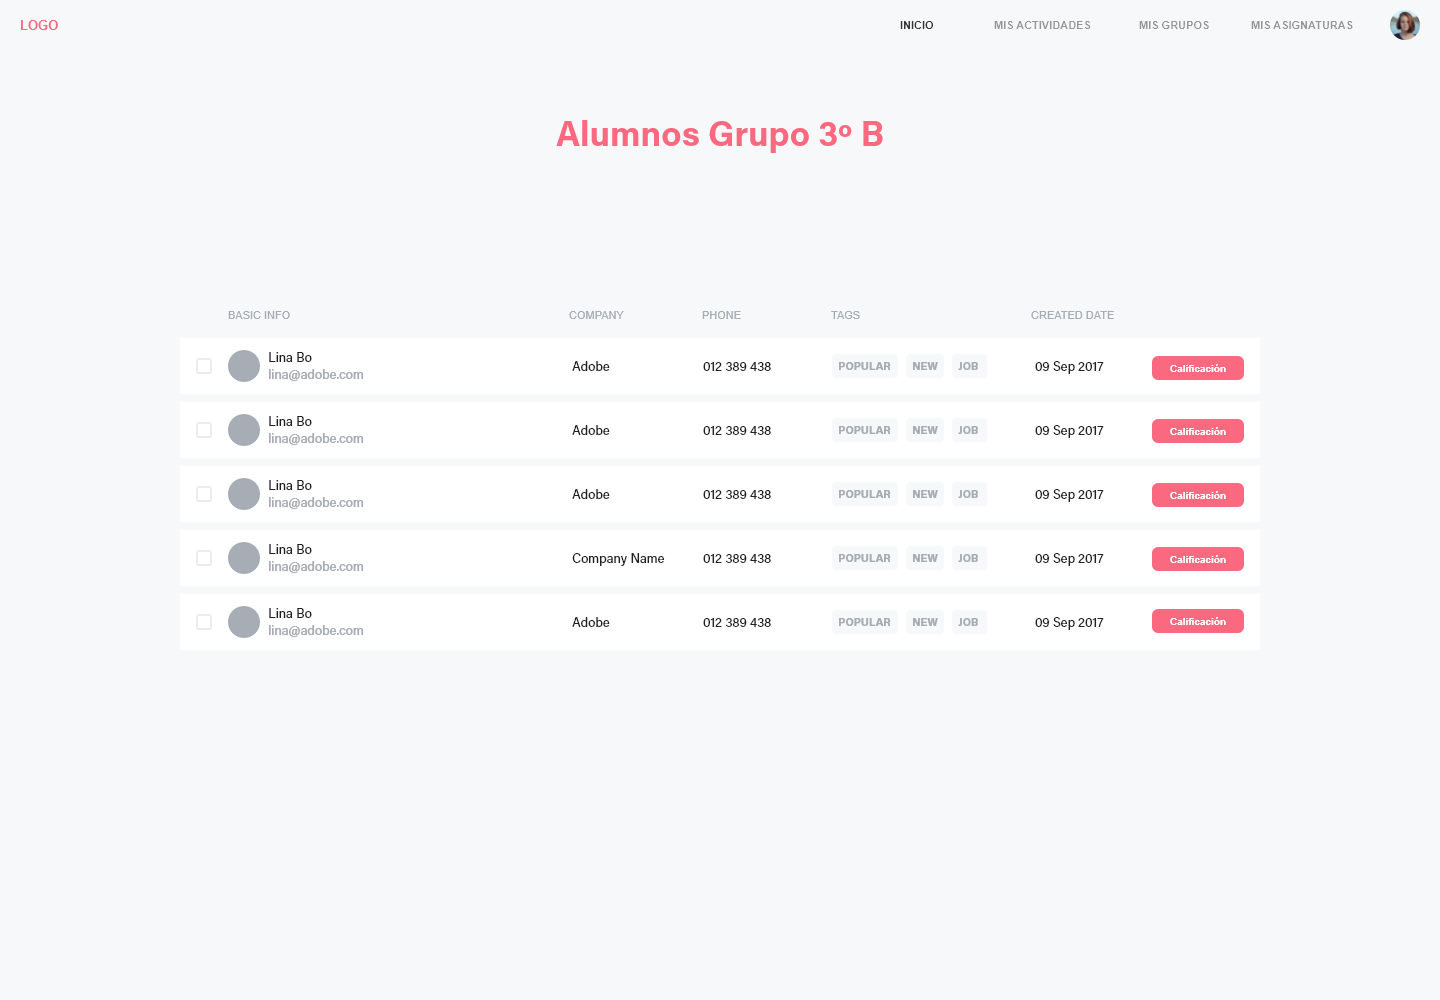 LOGO INICIO MIS ACTIVIDADES MIS GRUPOS MIS ASIGNATURAS
Alumnos Grupo 3º B
BASIC INFO COMPANY PHONE TAGS CREATED DATE
Lina Bo
lina@adobe.com
Adobe 012 389 438 POPULAR NEW JOB 09 Sep 2017 Calificación
Lina Bo
lina@adobe.com
Adobe 012 389 438 POPULAR NEW JOB 09 Sep 2017 Calificación
Lina Bo
lina@adobe.com
Adobe 012 389 438 POPULAR NEW JOB 09 Sep 2017 Calificación
Lina Bo
lina@adobe.com
Company Name 012 389 438 POPULAR NEW JOB 09 Sep 2017 Calificación
Lina Bo
lina@adobe.com
Adobe 012 389 438 POPULAR NEW JOB 09 Sep 2017 Calificación